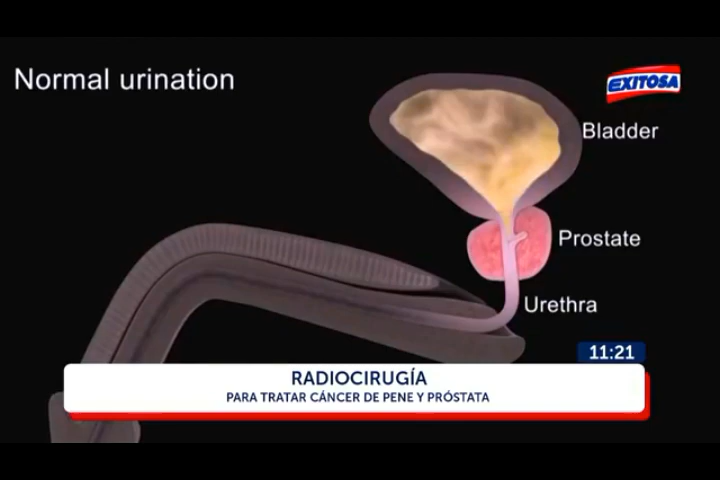 Normal urination
EXITOSA
Bladder
Prostate
Urethra
11:21
RADIOCIRUGÍA
PARA TRATAR CÁNCER DE PENE Y PRÓSTATA